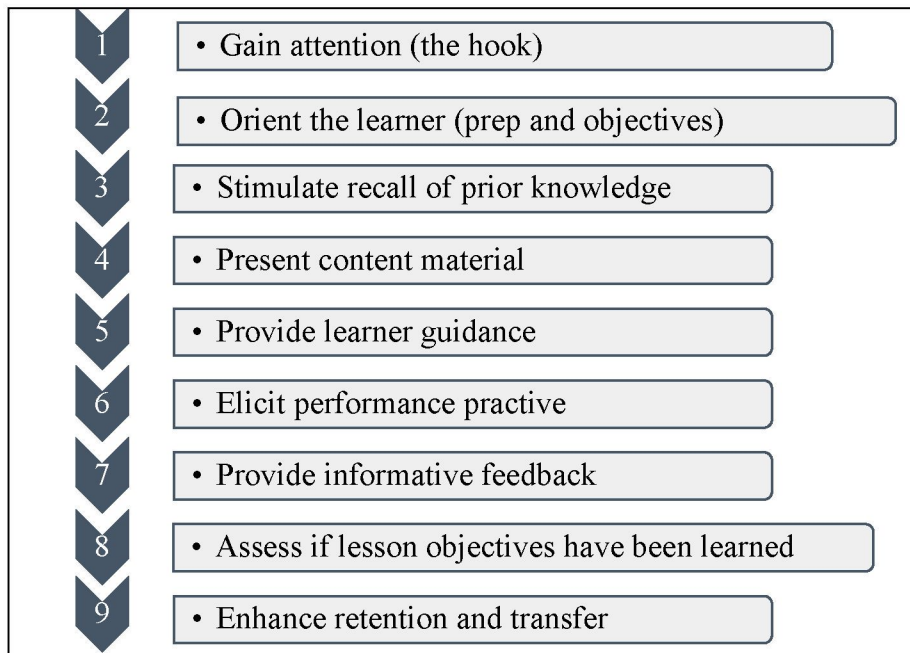 1 • Gain attention (the hook)
2 • Orient the learner (prep and objectives)
3 • Stimulate recall of prior knowledge
4 • Present content material
5 • Provide learner guidance
6 • Elicit performance practive
7 • Provide informative feedback
8 • Assess if lesson objectives have been learned
9 • Enhance retention and transfer